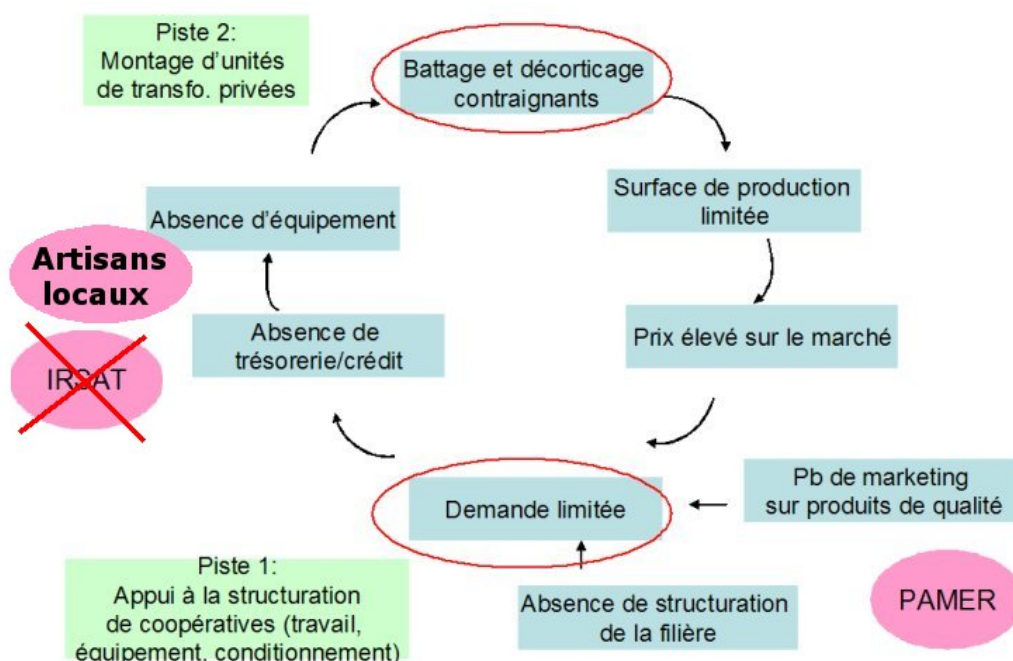 Piste 2:
Montage d'unités
de transfo. privées
Battage et décorticage
contraignants
Surface de production
limitée
Absence d'équipement
Artisans
locaux
Absence de
trésorerie/crédit
Prix élevé sur le marché
IRSAT
Pb de marketing
sur produits de qualité
Demande limitée
Piste 1:
Appui à la structuration
de coopératives (travail,
équipement, conditionnement)
Absence de structuration
de la filière
PAMER